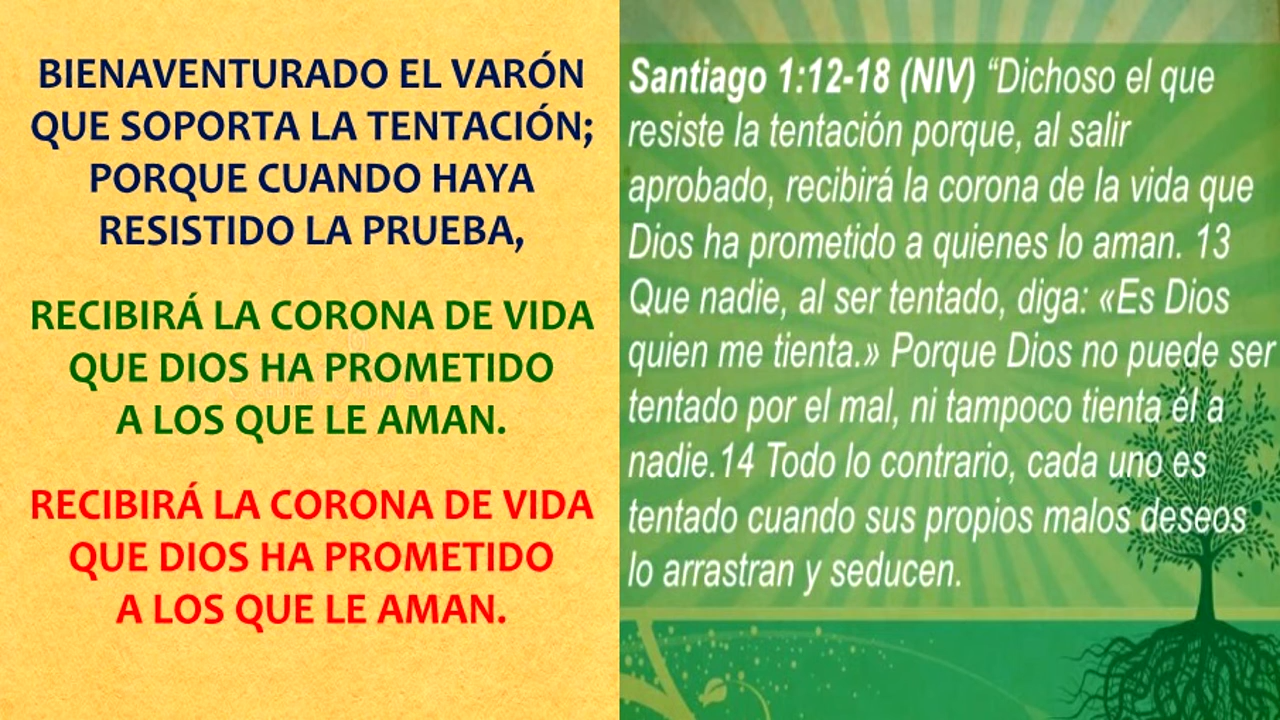 BIENAVENTURADO EL VARÓN
QUE SOPORTA LA TENTACIÓN;
PORQUE CUANDO HAYA
RESISTIDO LA PRUEBA,
RECIBIRÁ LA CORONA DE VIDA
QUE DIOS HA PROMETIDO
A LOS QUE LE AMAN.
RECIBIRÁ LA CORONA DE VIDA
QUE DIOS HA PROMETIDO
A LOS QUE LE AMAN.
Santiago 1:12-18 (NIV) “Dichoso el que
resiste la tentación porque, al salir
aprobado, recibirá la corona de la vida que
Dios ha prometido a quienes lo aman. 13
Que nadie, al ser tentado, diga: «Es Dios
quien me tienta.» Porque Dios no puede ser
tentado por el mal, ni tampoco tienta él a
nadie.14 Todo lo contrario, cada uno es
tentado cuando sus propios malos deseos
lo arrastran y seducen.